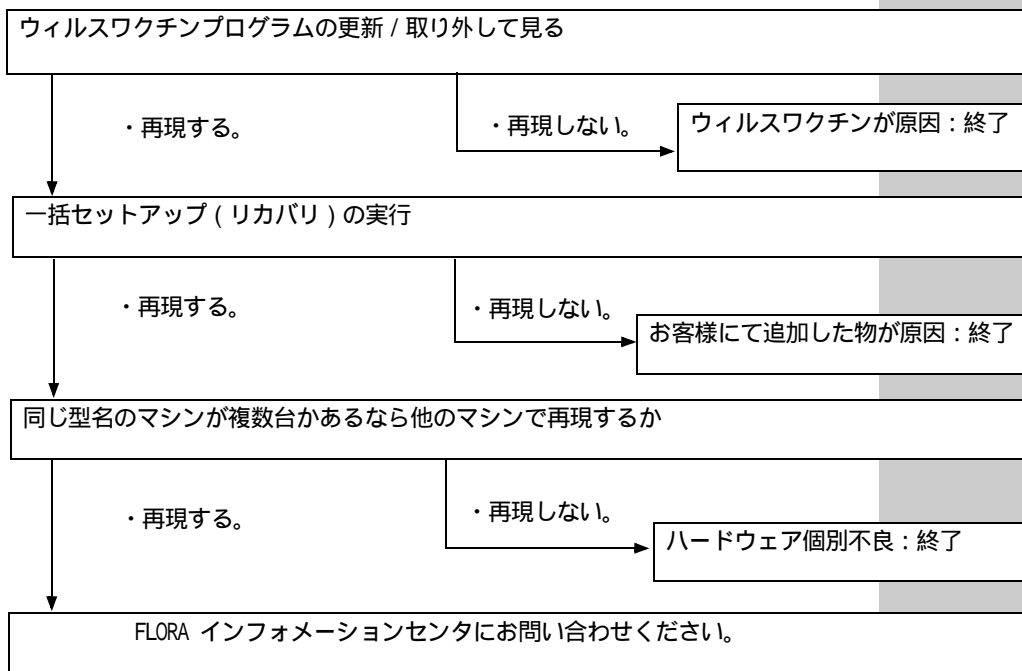 ウィルスワクチンプログラムの更新 / 取り外して見る
・再現する。
・再現しない。
ウィルスワクチンが原因：終了
一括セットアップ ( リカバリ ) の実行
・再現する。
・再現しない。
お客様にて追加した物が原因：終了
同じ型名のマシンが複数台かあるなら他のマシンで再現するか
・再現する。
・再現しない。
ハードウェア個別不良：終了
FLORA インフォメーションセンタにお問い合わせください。